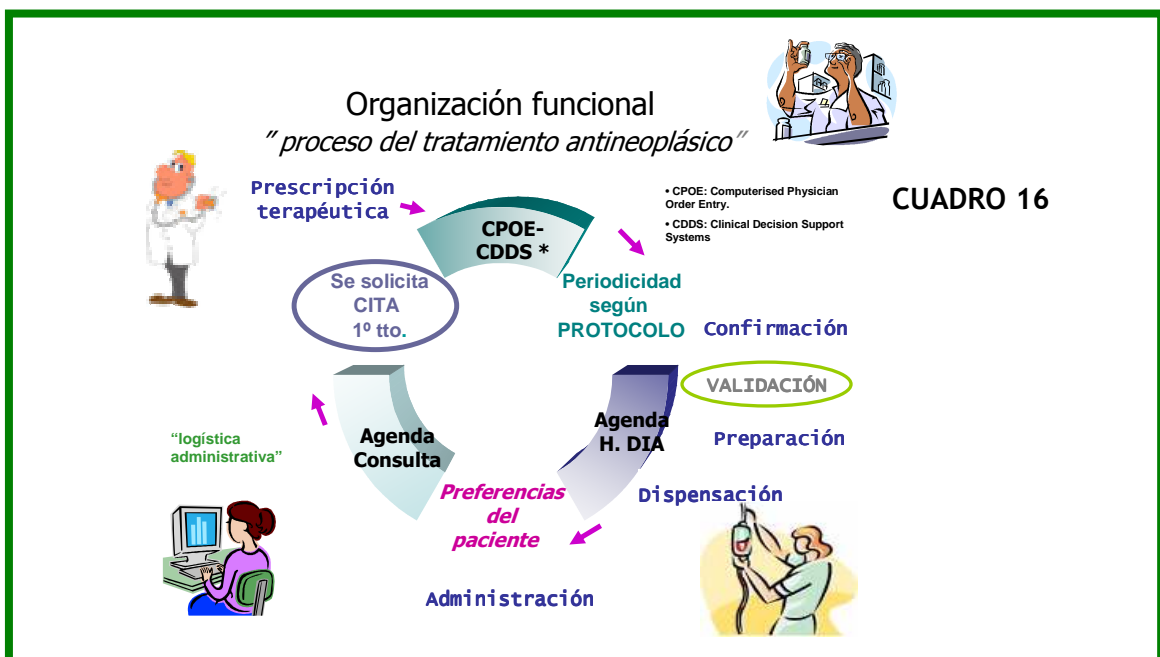 Organización funcional
" proceso del tratamiento antineoplásico"
Prescripción
terapéutica
• CPOE: Computerised Physician
Order Entry.
• CDDS: Clinical Decision Support
Systems
CUADRO 16
CPOE-
CDDS *
Se solicita
CITA
1º tto.
Periodicidad
según
PROTOCOLO
Confirmación
VALIDACIÓN
Agenda
H. DIA
Preparación
Agenda
Consulta
"logística
administrativa"
Preferencias
del
paciente
Dispensación
Administración